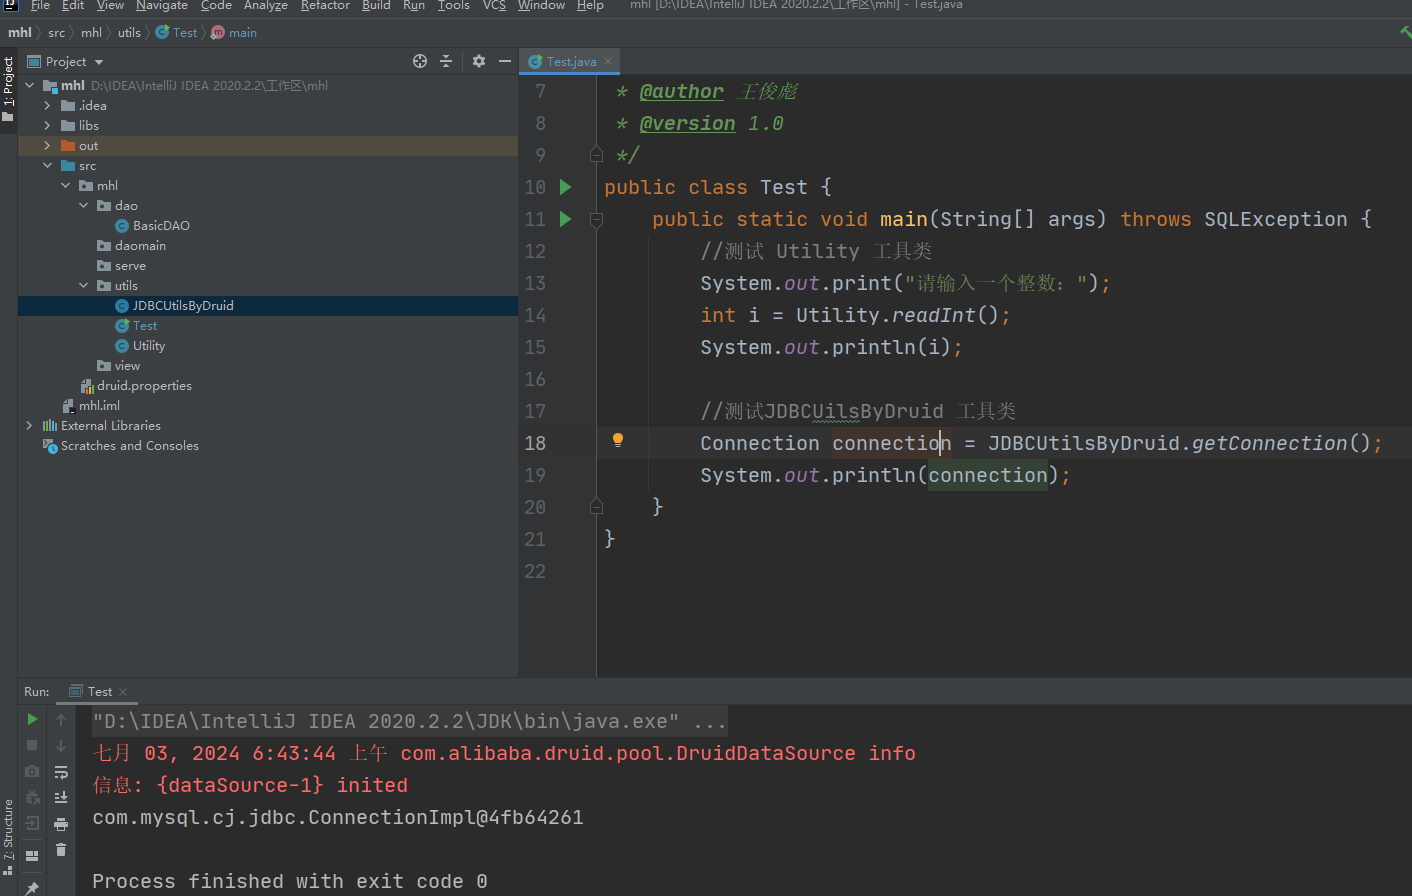 File Edit View Navigate Code Analyze Refactor Build Run Tools VCS Window Help mhl [D:\IDEA\IntelliJ IDEA 2020.2.2\工作区\mhl] - Test.java
mhl src mhl utils Test main
1: Project
Project
Test.java
mhl D:\IDEA\IntelliJ IDEA 2020.2.2\工作区\mhl
.idea
libs
out
src
mhl
dao
BasicDAO
daomain
serve
utils
JDBCUtilsByDruid
Test
Utility
view
druid.properties
mhl.iml
External Libraries
Scratches and Consoles
7 * @author 王俊彪
8 * @version 1.0
9 */
10 public class Test {
11 public static void main(String[] args) throws SQLException {
12 //测试 Utility 工具类
13 System.out.print("请输入一个整数: ");
14 int i = Utility.readInt();
15 System.out.println(i);
16
17 //测试JDBCUilsByDruid 工具类
18 Connection connection = JDBCUtilsByDruid.getConnection();
19 System.out.println(connection);
20 }
21 }
22
Run: Test
7: Structure
"D:\IDEA\IntelliJ IDEA 2020.2.2\JDK\bin\java.exe" ...
七月 03, 2024 6:43:44 上午 com.alibaba.druid.pool.DruidDataSource info
信息: {dataSource-1} inited
com.mysql.cj.jdbc.ConnectionImpl@4fb64261
Process finished with exit code 0